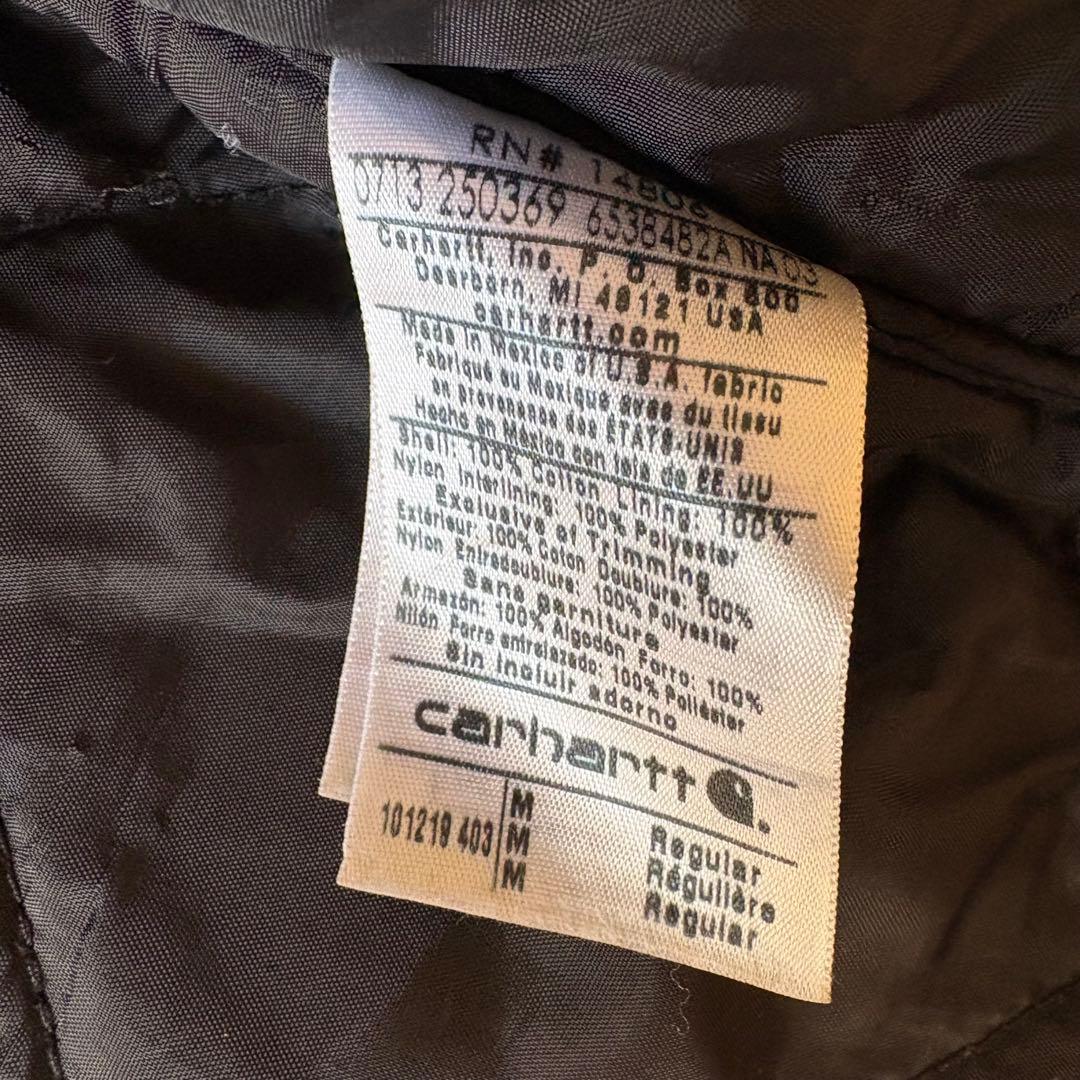 RN# 12806
0713 250369 6538482A NA 03
Carhartt, Inc. P. O. Box 600
Dearborn, MI 48121 USA
carhartt.com
Made in Mexico of U.S.A. fabric
Fabriqué au Mexique avec du tissu
en provenance des ÉTATS-UNIS
Hecho en México con tela de EE.UU
Shell: 100% Cotton Lining: 100%
Nylon Interlining: 100% Polyester
Exclusive of Trimming
Extérieur: 100% Coton Doublure: 100%
Nylon Entredoublure: 100% Polyester
Sans garniture
Armazón: 100% Algodón Forro: 100%
Nilón Forro entrelazado: 100% Poliéster
Sin incluir adorno
carhartt
101219 403
M Regular
M Régulière
M Regular